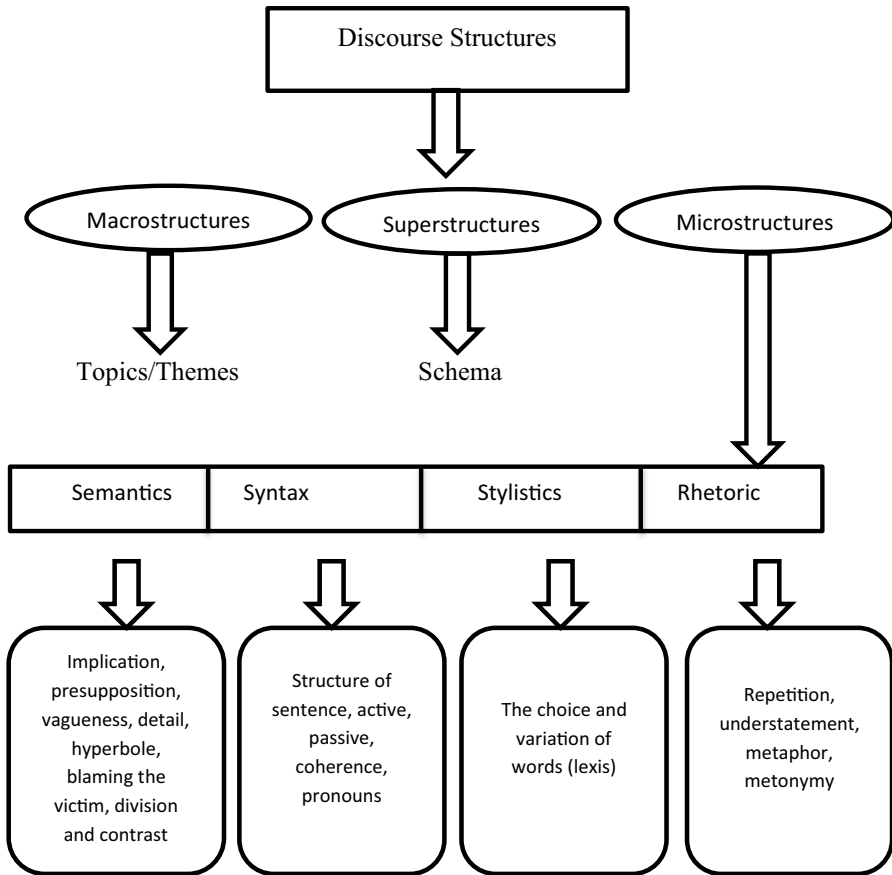 Discourse Structures
Macrostructures
Superstructures
Microstructures
Topics/Themes
Schema
Semantics
Syntax
Stylistics
Rhetoric
Implication,
presupposition,
vagueness, detail,
hyperbole,
blaming the
victim, division
and contrast
Structure of
sentence, active,
passive,
coherence,
pronouns
The choice and
variation of
words (lexis)
Repetition,
understatement,
metaphor,
metonymy